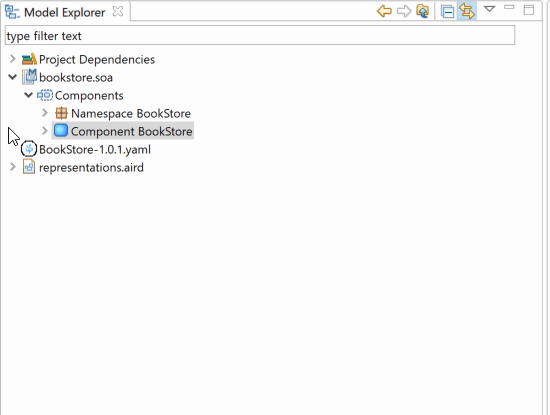 Model Explorer
type filter text
Project Dependencies
bookstore.soa
Components
Namespace BookStore
Component BookStore
BookStore-1.0.1.yaml
representations.aird